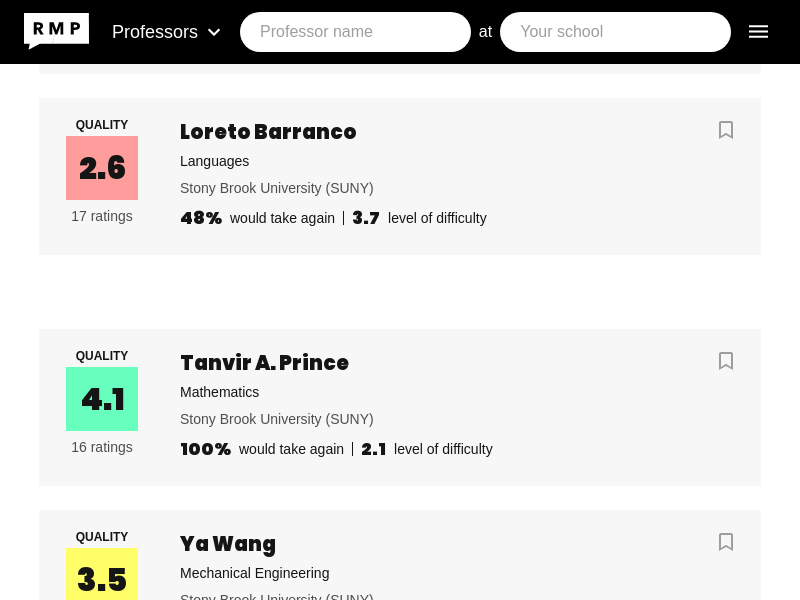 RMP
Professors
Professor name
at
Your school
QUALITY
2.6
17 ratings
Loreto Barranco
Languages
Stony Brook University (SUNY)
48% would take again
3.7 level of difficulty
QUALITY
4.1
16 ratings
Tanvir A. Prince
Mathematics
Stony Brook University (SUNY)
100% would take again
2.1 level of difficulty
QUALITY
3.5
Ya Wang
Mechanical Engineering
Stony Brook University (SUNY)